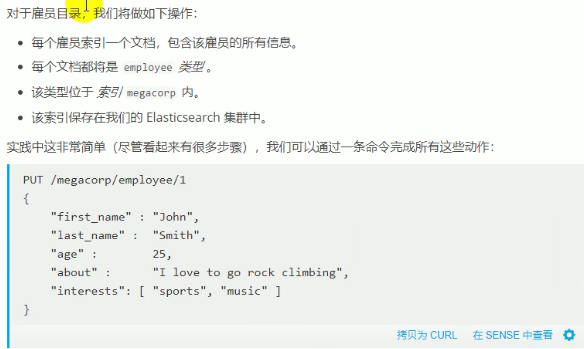 对于雇员目录，我们将做如下操作：
每个雇员索引一个文档，包含该雇员的所有信息。
每个文档都将是 employee 类型 。
该类型位于 索引 megacorp 内。
该索引保存在我们的 Elasticsearch 集群中。
实践中这非常简单（尽管看起来有很多步骤），我们可以通过一条命令完成所有这些动作：
PUT /megacorp/employee/1
{
"first_name" : "John",
"last_name" :  "Smith",
"age" :        25,
"about" :      "I love to go rock climbing",
"interests": [ "sports", "music" ]
}
拷贝为 CURL 在 SENSE 中查看